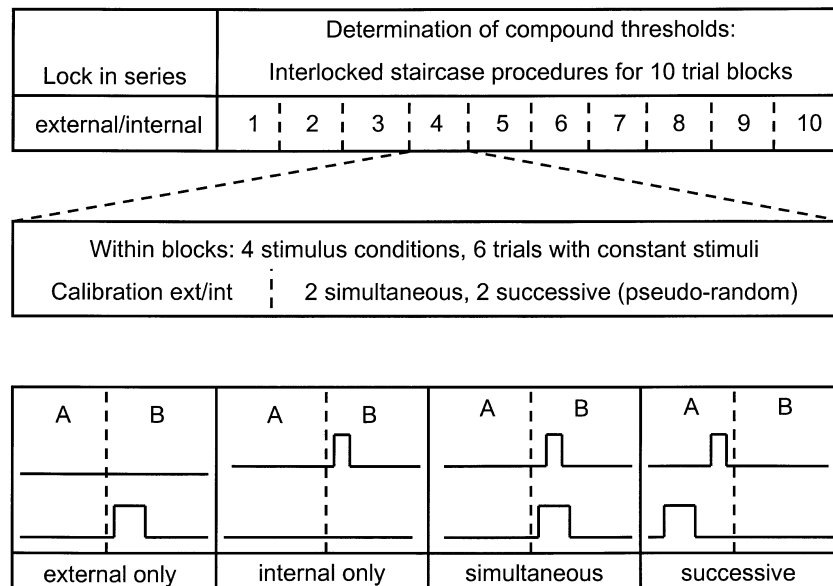 Determination of compound thresholds:
Lock in series
Interlocked staircase procedures for 10 trial blocks
external/internal
1 2 3 4 5 6 7 8 9 10
Within blocks: 4 stimulus conditions, 6 trials with constant stimuli
Calibration ext/int
2 simultaneous, 2 successive (pseudo-random)
A B A B A B A B
external only
internal only
simultaneous
successive